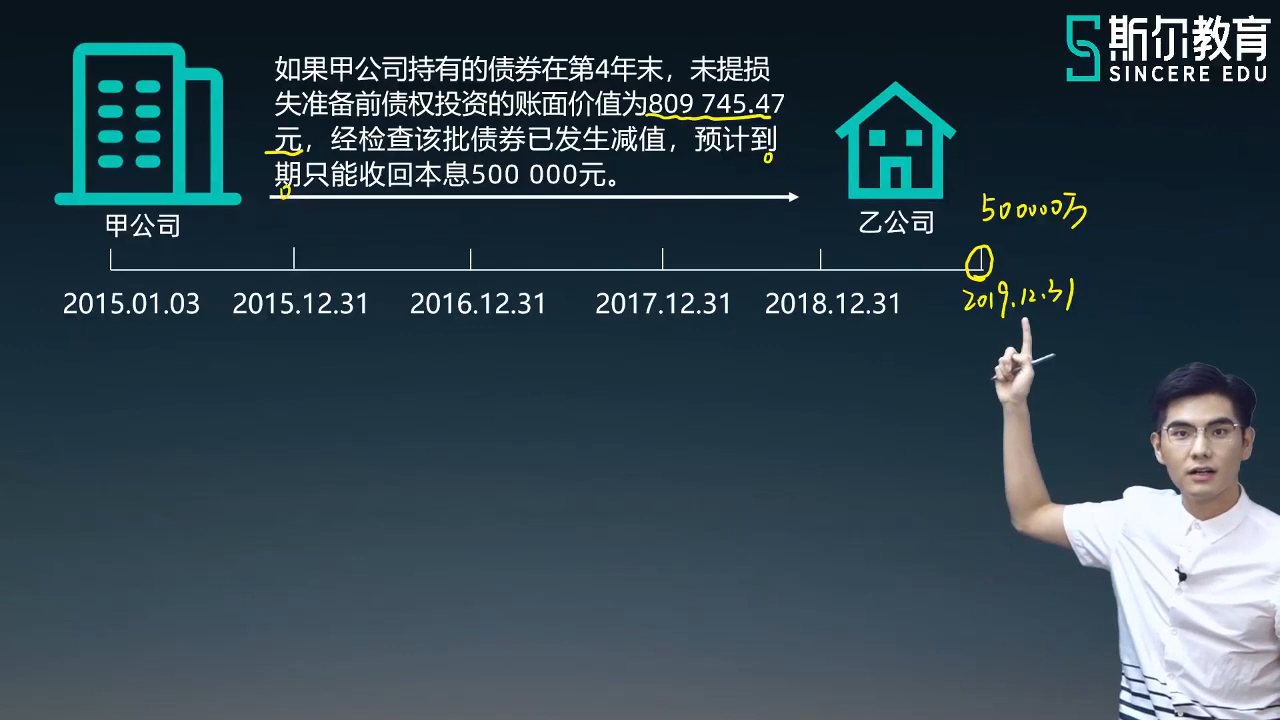 斯尔教育
SINCERE EDU
如果甲公司持有的债券在第4年末，未提损
失准备前债权投资的账面价值为809 745.47
元，经检查该批债券已发生减值，预计到
期只能收回本息500 000元。
甲公司
乙公司
500000万
2015.01.03
2015.12.31
2016.12.31
2017.12.31
2018.12.31
2019.12.31